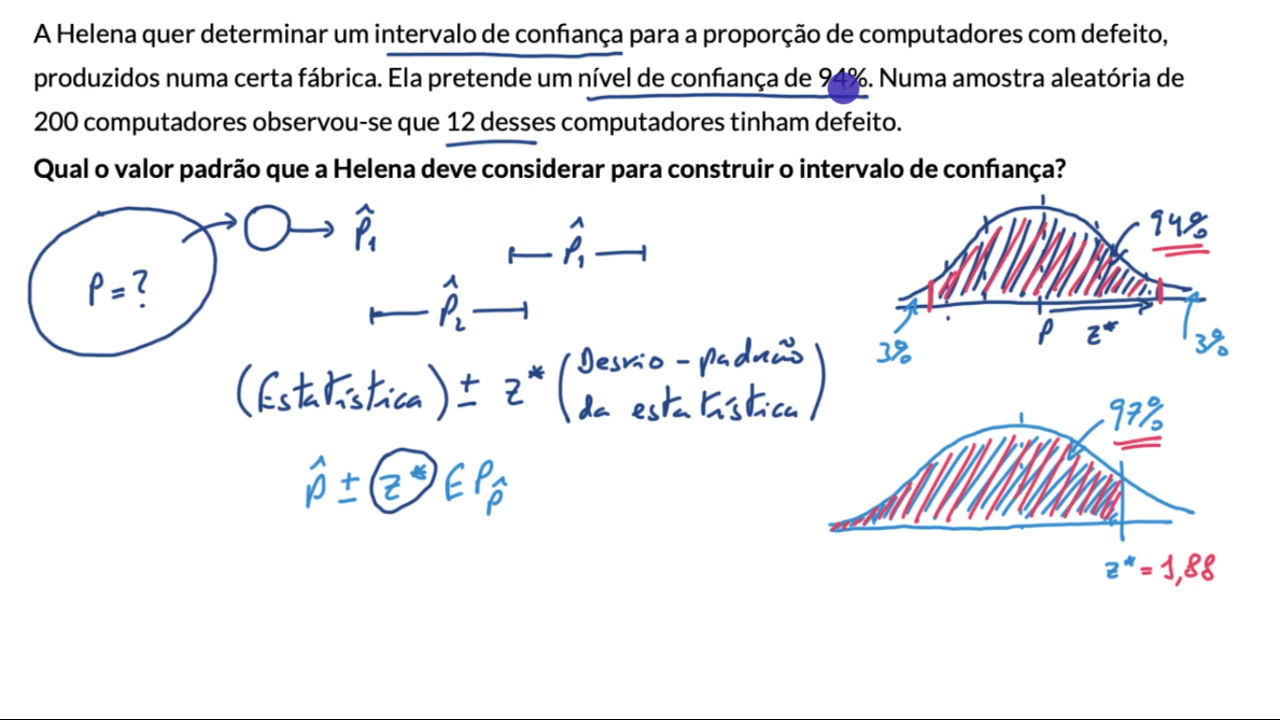 A Helena quer determinar um intervalo de confiança para a proporção de computadores com defeito,
produzidos numa certa fábrica. Ela pretende um nível de confiança de 94%. Numa amostra aleatória de
200 computadores observou-se que 12 desses computadores tinham defeito.
Qual o valor padrão que a Helena deve considerar para construir o intervalo de confiança?
P = ?
p̂₁
p̂₁
p̂₂
94%
3%
P
z*
3%
(Estatística) ± z* (Desvio-padrão
da estatística)
p̂ ± z* EPp̂
97%
z* = 1,88